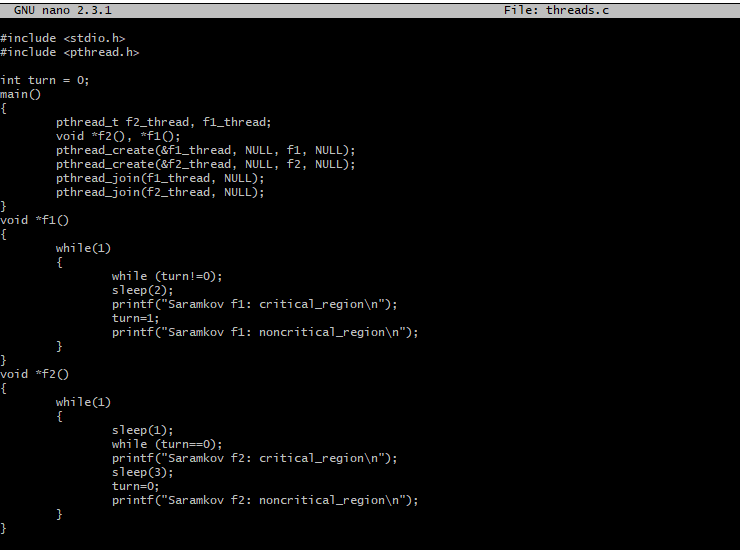 GNU nano 2.3.1 File: threads.c
#include <stdio.h>
#include <pthread.h>
int turn = 0;
main()
{
pthread_t f2_thread, f1_thread;
void *f2(), *f1();
pthread_create(&f1_thread, NULL, f1, NULL);
pthread_create(&f2_thread, NULL, f2, NULL);
pthread_join(f1_thread, NULL);
pthread_join(f2_thread, NULL);
}
void *f1()
{
while(1)
{
while (turn!=0);
sleep(2);
printf("Saramkov f1: critical_region\n");
turn=1;
printf("Saramkov f1: noncritical_region\n");
}
}
void *f2()
{
while(1)
{
sleep(1);
while (turn==0);
printf("Saramkov f2: critical_region\n");
sleep(3);
turn=0;
printf("Saramkov f2: noncritical_region\n");
}
}